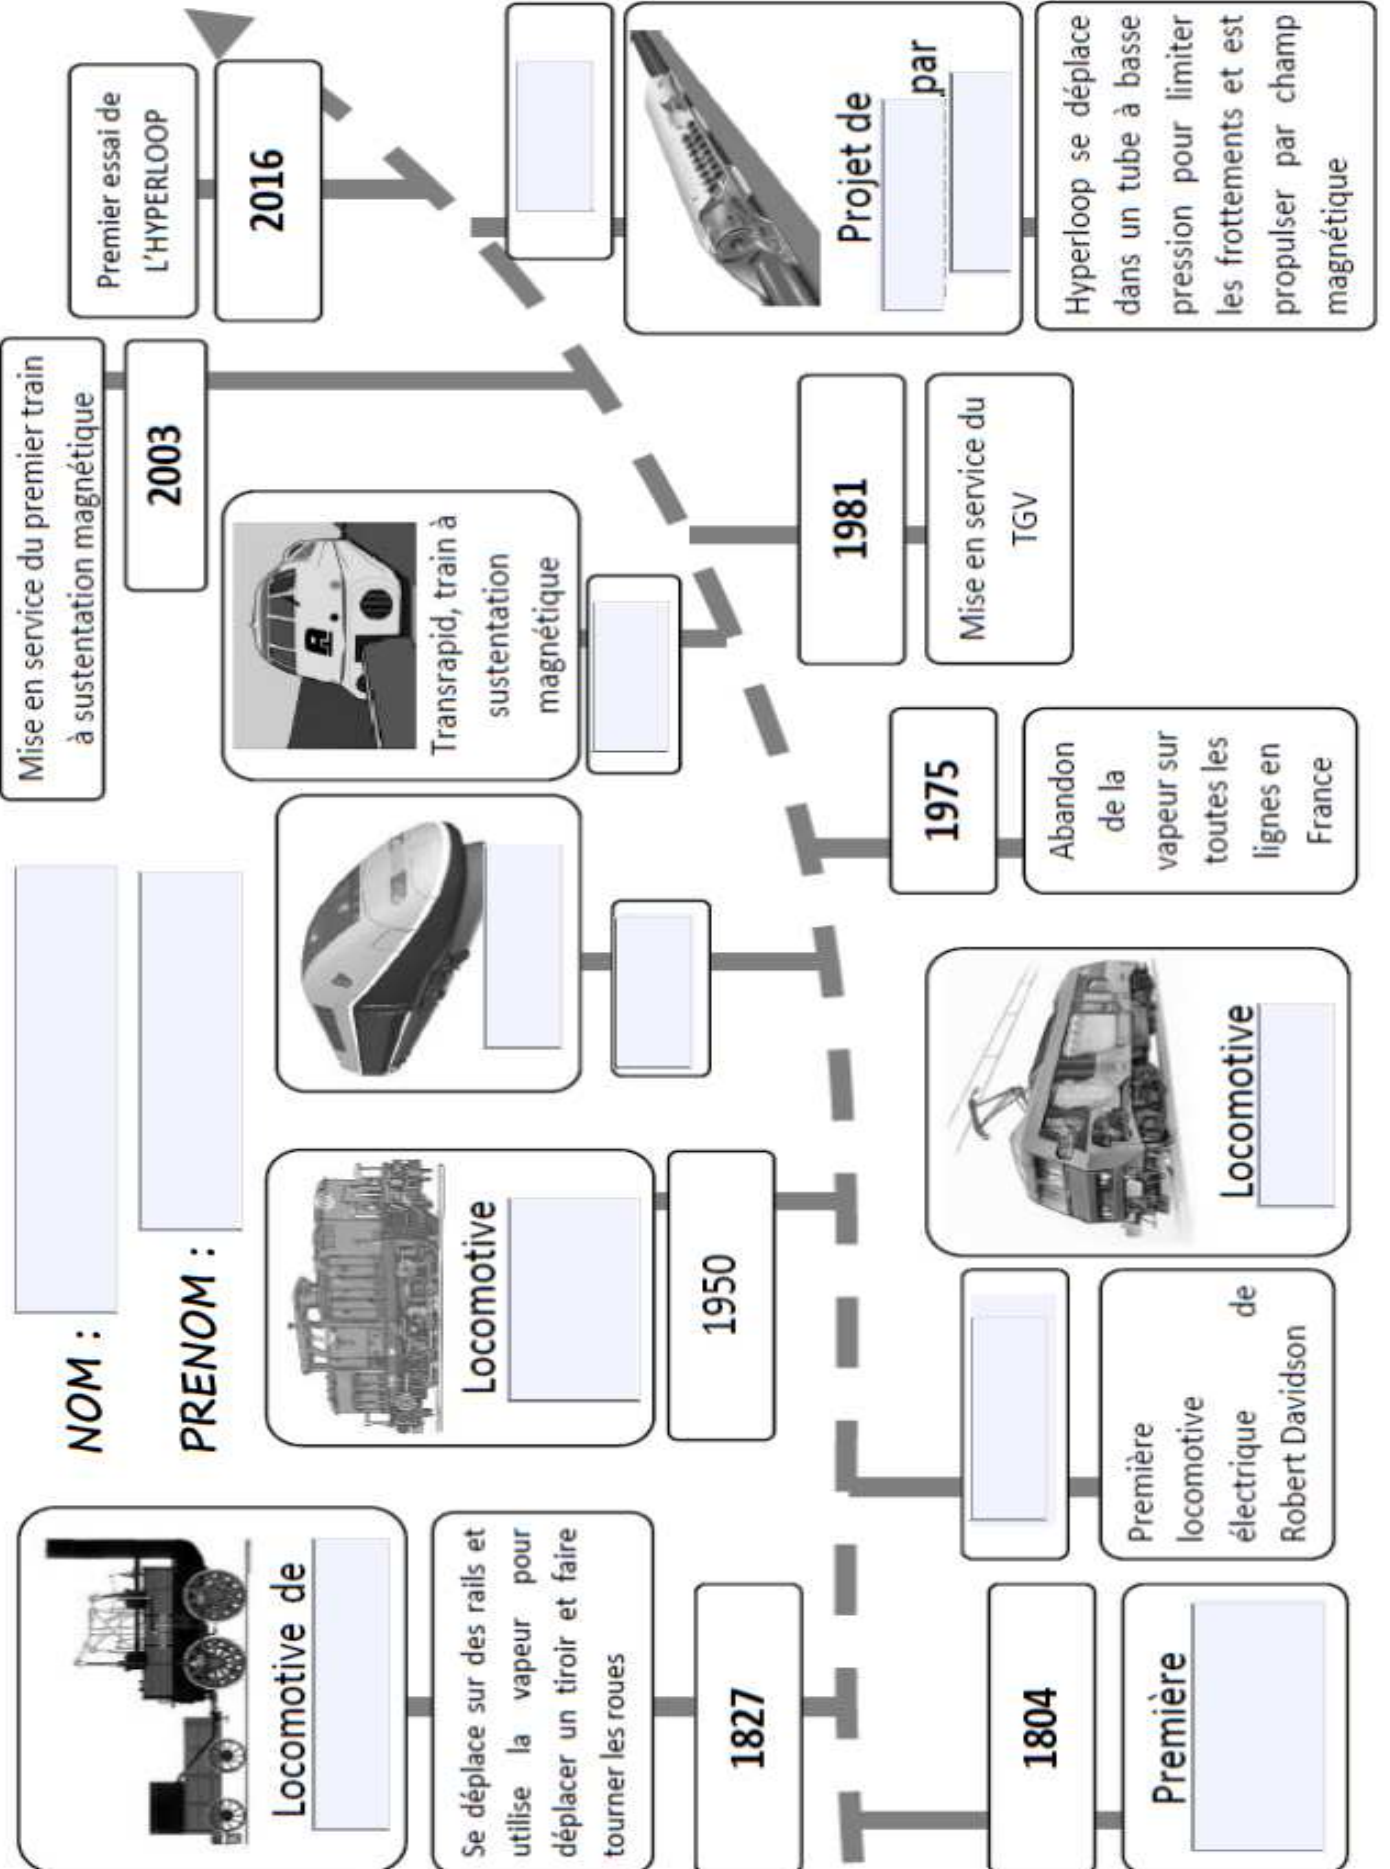 NOM :
PRENOM :
Locomotive de
Se déplace sur des rails et
utilise la vapeur pour
déplacer un tiroir et faire
tourner les roues
1827
1804
Première
Locomotive
1950
Première
locomotive
électrique de
Robert Davidson
Locomotive
1975
Abandon
de la
vapeur sur
toutes les
lignes en
France
Transrapid, train à
sustentation
magnétique
1981
Mise en service du
TGV
Mise en service du premier train
à sustentation magnétique
2003
Premier essai de
L'HYPERLOOP
2016
Projet de
par
Hyperloop se déplace
dans un tube à basse
pression pour limiter
les frottements et est
propulser par champ
magnétique